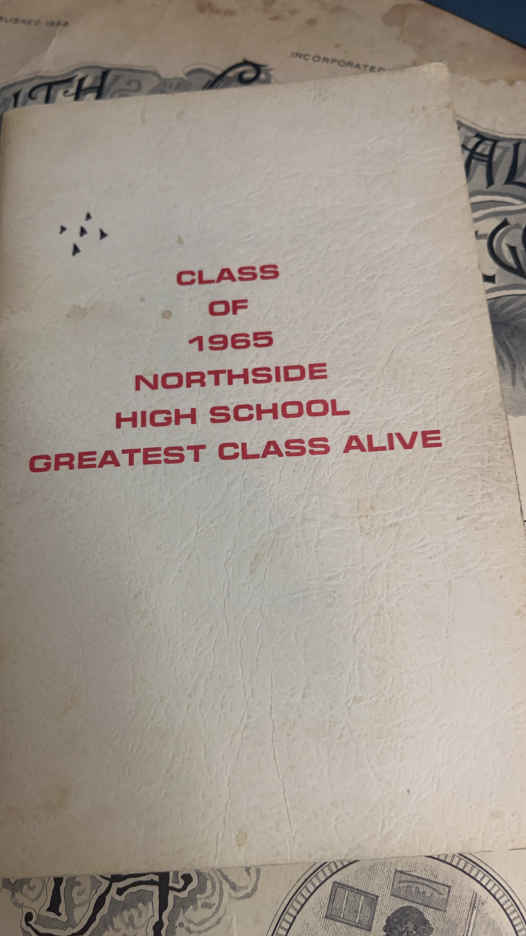 INCORPORATED
CLASS
OF
1965
NORTHSIDE
HIGH SCHOOL
GREATEST CLASS ALIVE